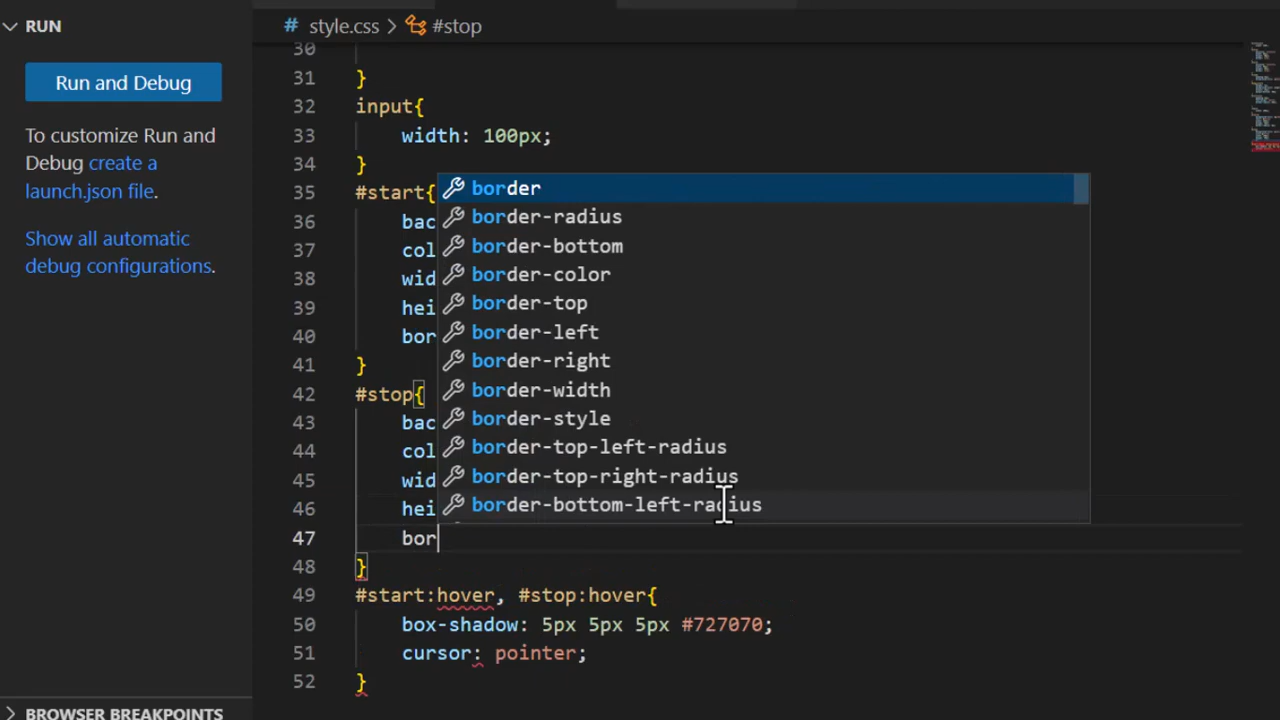 RUN
Run and Debug
To customize Run and
Debug create a
launch.json file.
Show all automatic
debug configurations.
BROWSER BREAKPOINTS
# style.css > #stop
30
31 }
32 input{
33 width: 100px;
34 }
35 #start{
36 bac
37 col
38 wid
39 hei
40 bor
41 }
42 #stop{
43 bac
44 col
45 wid
46 hei
47 bor
48 }
49 #start:hover, #stop:hover{
50 box-shadow: 5px 5px 5px #727070;
51 cursor: pointer;
52 }
border
border-radius
border-bottom
border-color
border-top
border-left
border-right
border-width
border-style
border-top-left-radius
border-top-right-radius
border-bottom-left-radius